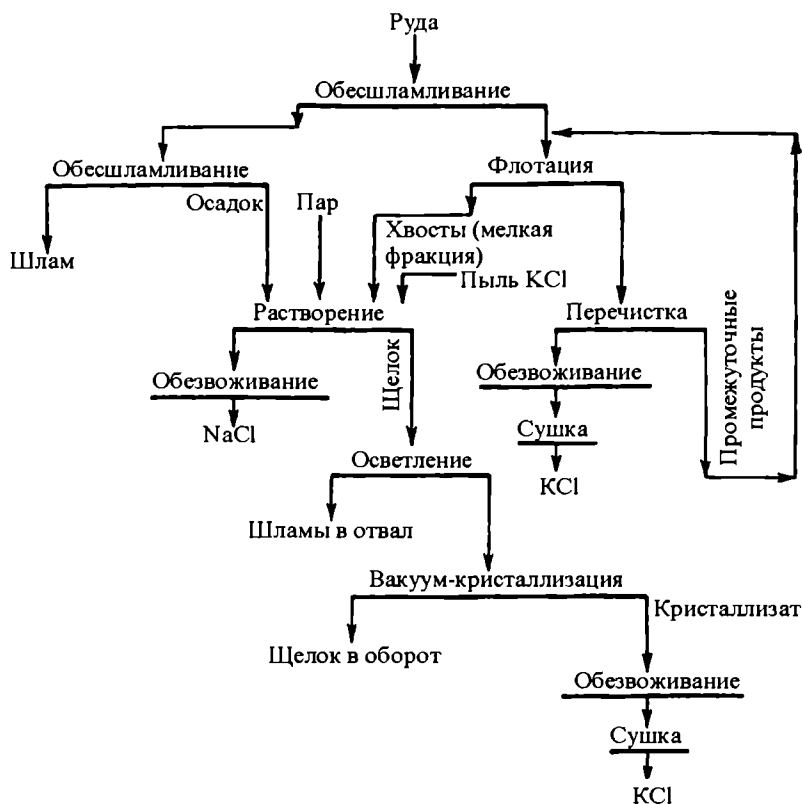 Руда
Обесшламливание
Обесшламливание
Флотация
Осадок
Пар
Хвосты (мелкая
фракция)
Шлам
Пыль KCl
Растворение
Перечистка
Щелок
Промежуточные
продукты
Обезвоживание
Обезвоживание
NaCl
Сушка
KCl
Осветление
Шламы в отвал
Вакуум-кристаллизация
Кристаллизат
Щелок в оборот
Обезвоживание
Сушка
KCl